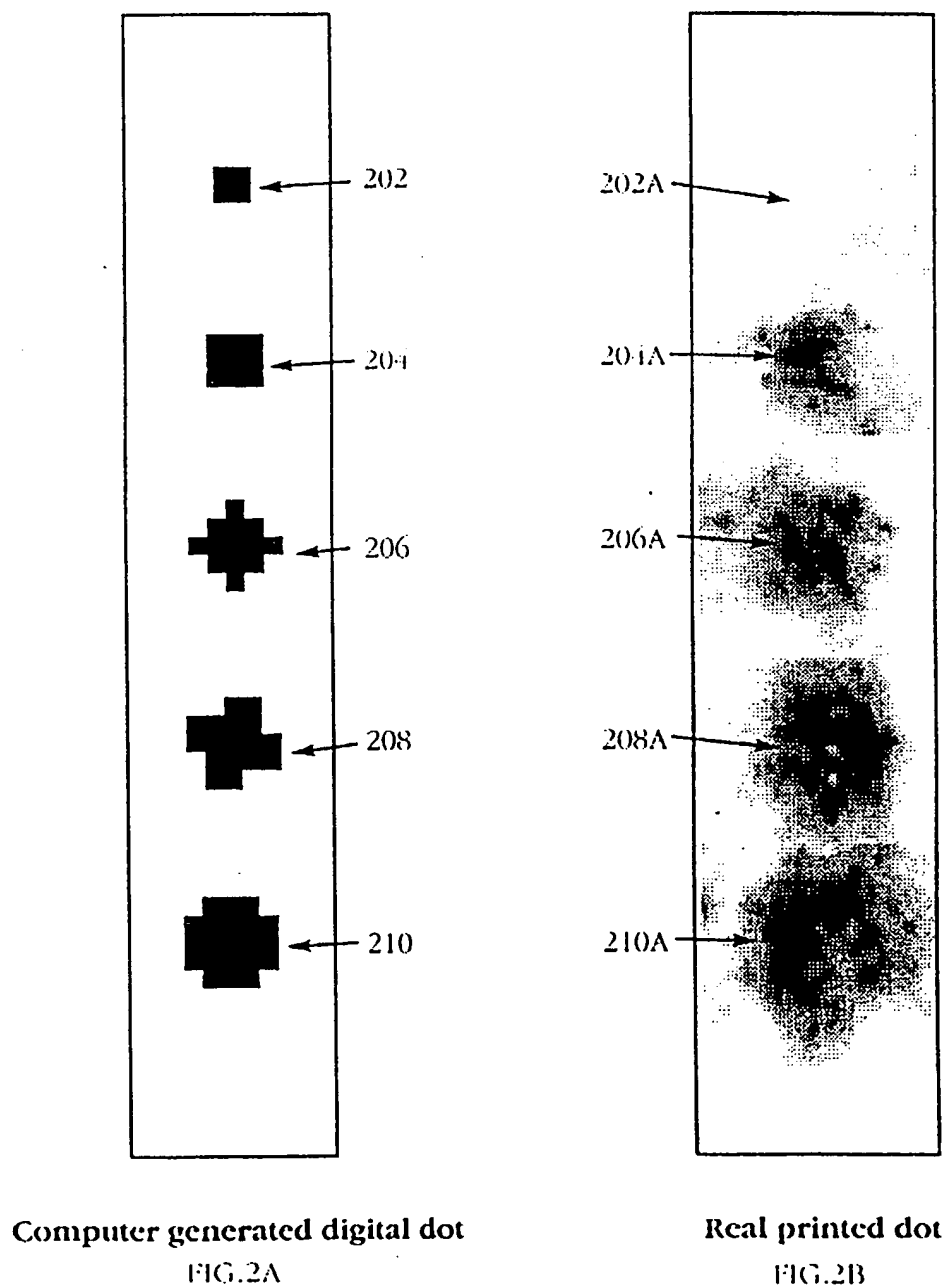 202
204
206
208
210
Computer generated digital dot
FIG.2A
202A
204A
206A
208A
210A
Real printed dot
FIG.2B